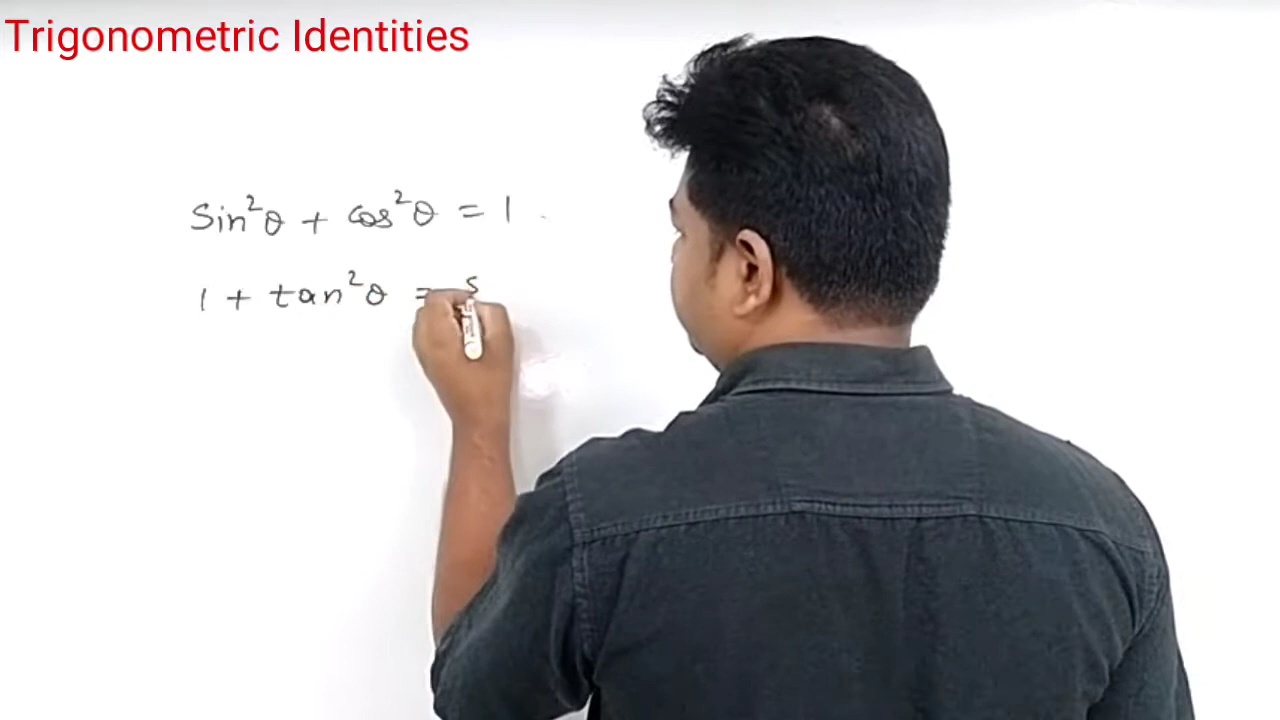 Trigonometric Identities
Sin²θ + cos²θ = 1
1 + tan²θ = s